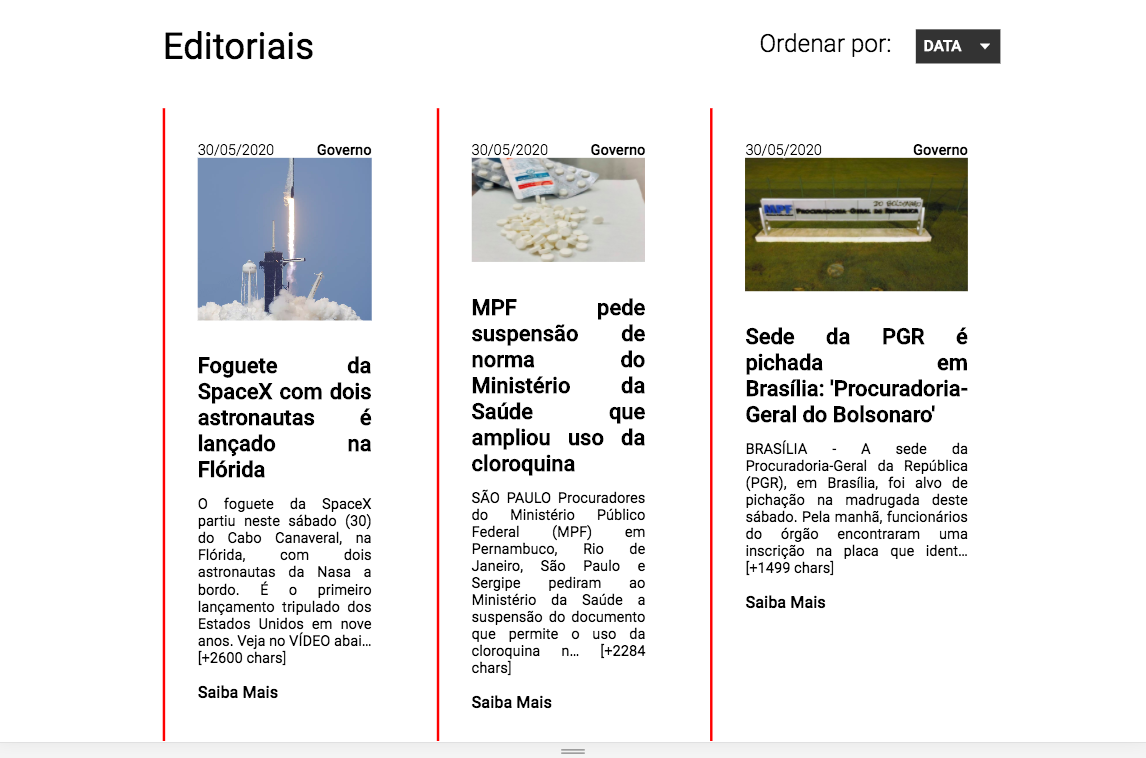 Editoriais
Ordenar por:
DATA
30/05/2020 Governo
Foguete da
SpaceX com dois
astronautas é
lançado na
Flórida
O foguete da SpaceX
partiu neste sábado (30)
do Cabo Canaveral, na
Flórida, com dois
astronautas da Nasa a
bordo. É o primeiro
lançamento tripulado dos
Estados Unidos em nove
anos. Veja no VÍDEO abai…
[+2600 chars]
Saiba Mais
30/05/2020 Governo
MPF pede
suspensão de
norma do
Ministério da
Saúde que
ampliou uso da
cloroquina
SÃO PAULO Procuradores
do Ministério Público
Federal (MPF) em
Pernambuco, Rio de
Janeiro, São Paulo e
Sergipe pediram ao
Ministério da Saúde a
suspensão do documento
que permite o uso da
cloroquina n… [+2284
chars]
Saiba Mais
30/05/2020 Governo
MPF Procuradoria-Geral da República
Sede da PGR é
pichada em
Brasília: 'Procuradoria-
Geral do Bolsonaro'
BRASÍLIA - A sede da
Procuradoria-Geral da República
(PGR), em Brasília, foi alvo de
pichação na madrugada deste
sábado. Pela manhã, funcionários
do órgão encontraram uma
inscrição na placa que ident…
[+1499 chars]
Saiba Mais